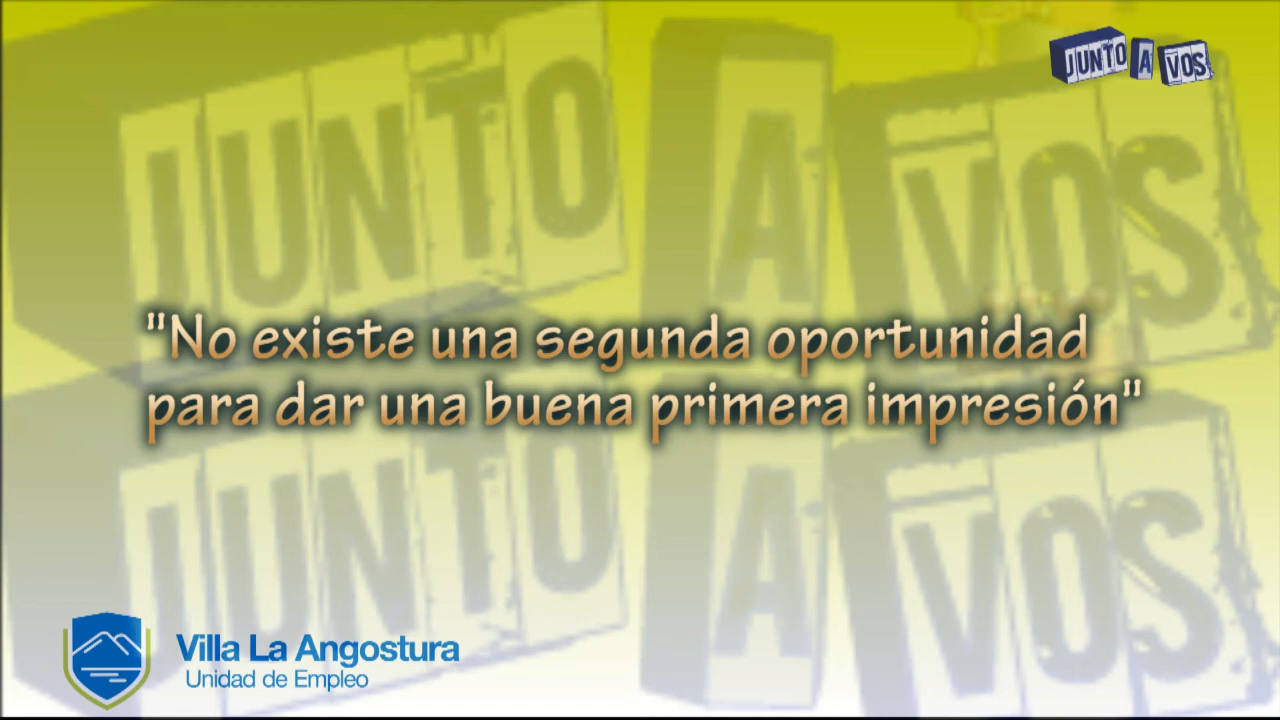 JUNTO A VOS
JUNTO A VOS
"No existe una segunda oportunidad
para dar una buena primera impresión"
JUNTO A VOS
Villa La Angostura
Unidad de Empleo